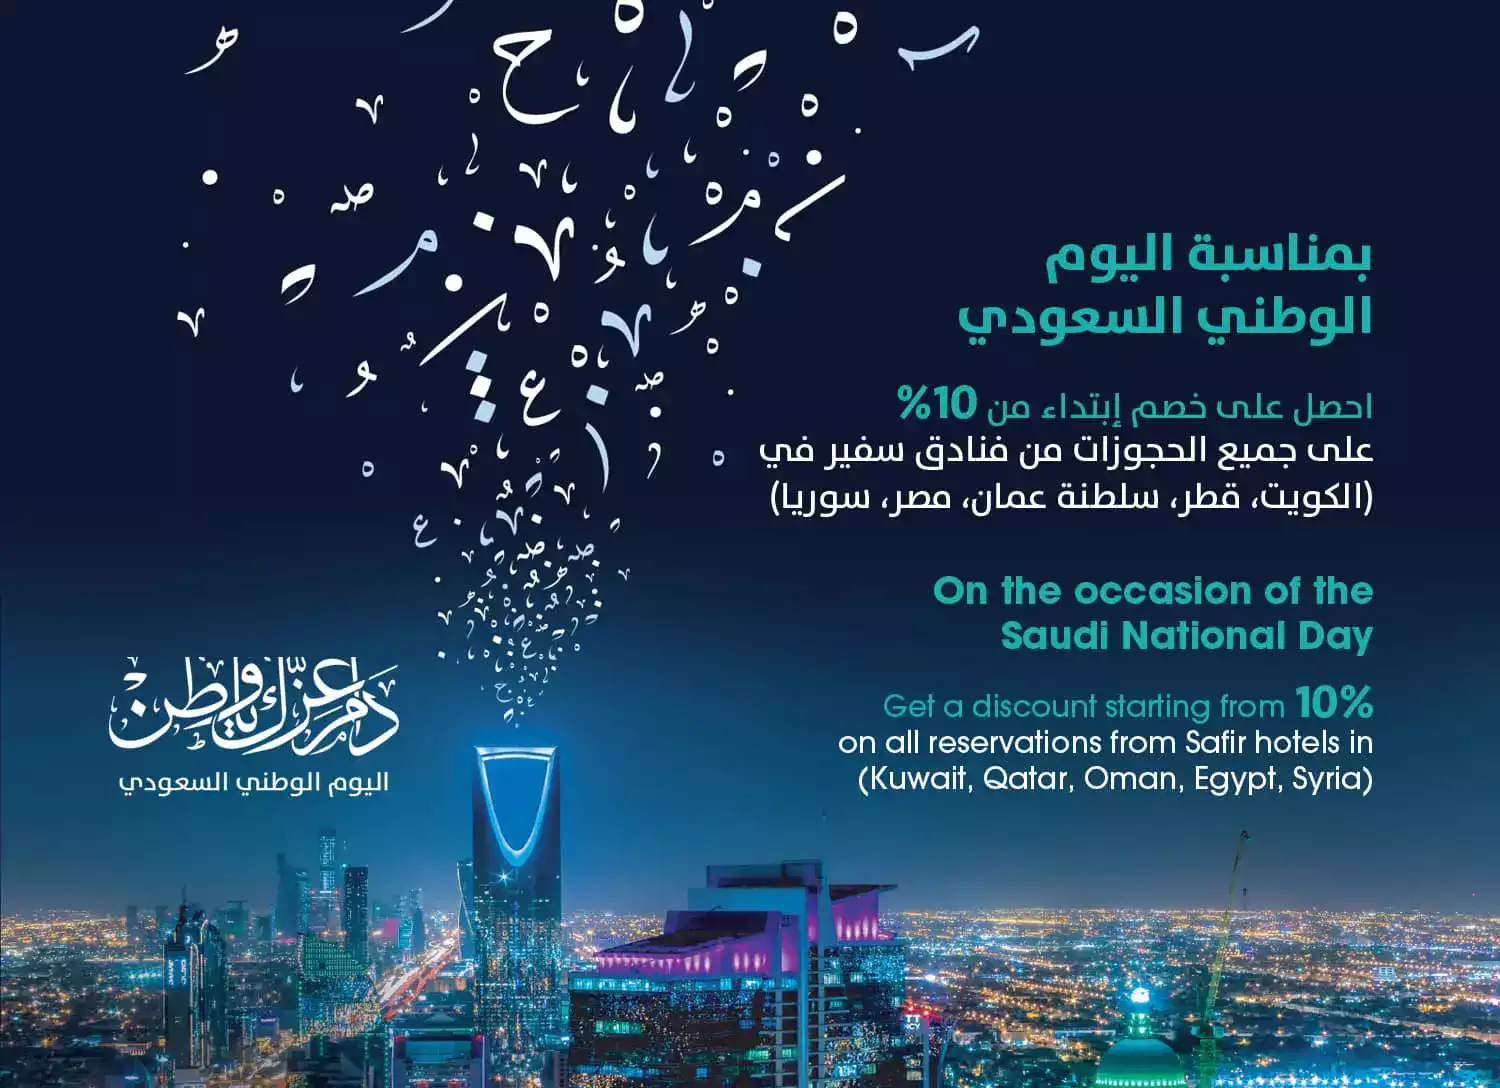 بمناسبة اليوم
الوطني السعودي
احصل على خصم إبتداء من 10%
على جميع الحجوزات من فنادق سفير في
(الكويت، قطر، سلطنة عمان، مصر، سوريا)
On the occasion of the
Saudi National Day
Get a discount starting from 10%
on all reservations from Safir hotels in
(Kuwait, Qatar, Oman, Egypt, Syria)
دام عزك يا وطن
اليوم الوطني السعودي